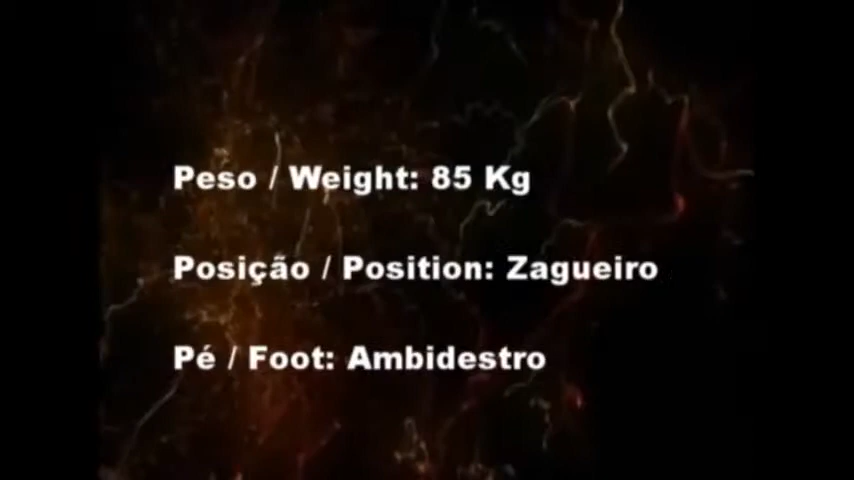 Peso / Weight: 85 Kg
Posição / Position: Zagueiro
Pé / Foot: Ambidestro